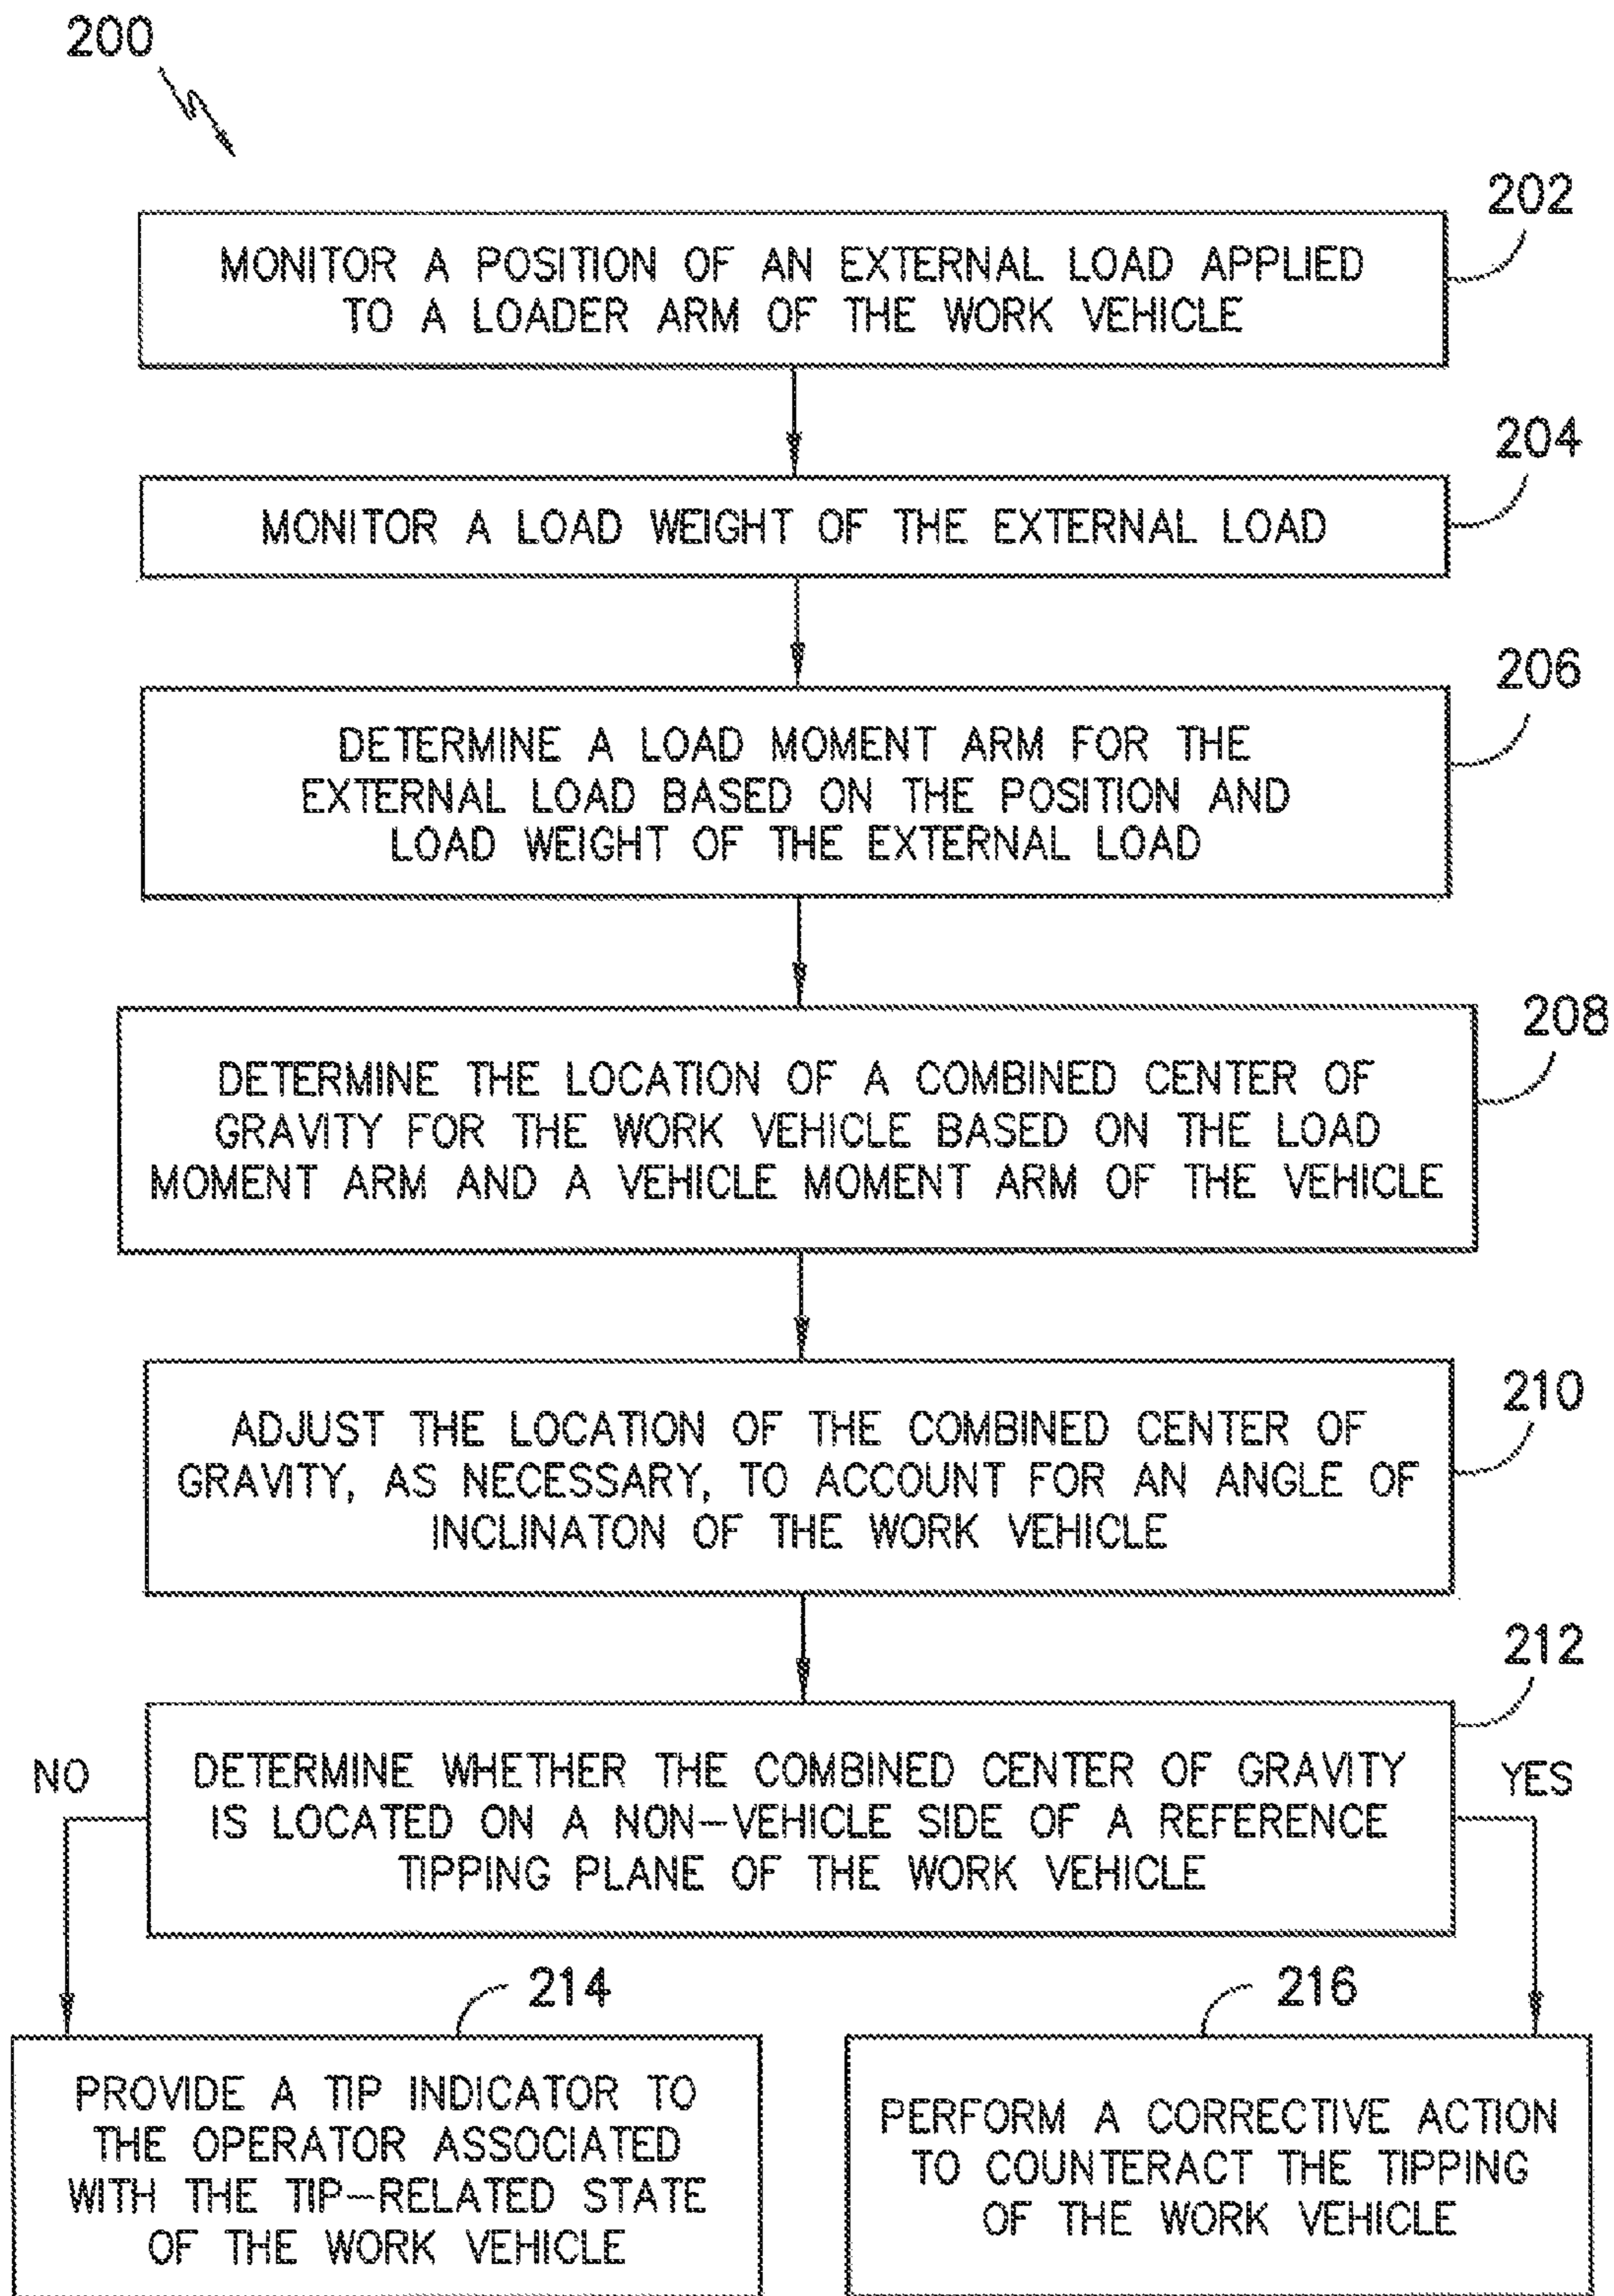 200
202
MONITOR A POSITION OF AN EXTERNAL LOAD APPLIED
TO A LOADER ARM OF THE WORK VEHICLE
204
MONITOR A LOAD WEIGHT OF THE EXTERNAL LOAD
206
DETERMINE A LOAD MOMENT ARM FOR THE
EXTERNAL LOAD BASED ON THE POSITION AND
LOAD WEIGHT OF THE EXTERNAL LOAD
208
DETERMINE THE LOCATION OF A COMBINED CENTER OF
GRAVITY FOR THE WORK VEHICLE BASED ON THE LOAD
MOMENT ARM AND A VEHICLE MOMENT ARM OF THE VEHICLE
210
ADJUST THE LOCATION OF THE COMBINED CENTER OF
GRAVITY, AS NECESSARY, TO ACCOUNT FOR AN ANGLE OF
INCLINATON OF THE WORK VEHICLE
212
NO
YES
DETERMINE WHETHER THE COMBINED CENTER OF GRAVITY
IS LOCATED ON A NON-VEHICLE SIDE OF A REFERENCE
TIPPING PLANE OF THE WORK VEHICLE
214
PROVIDE A TIP INDICATOR TO
THE OPERATOR ASSOCIATED
WITH THE TIP-RELATED STATE
OF THE WORK VEHICLE
216
PERFORM A CORRECTIVE ACTION
TO COUNTERACT THE TIPPING
OF THE WORK VEHICLE